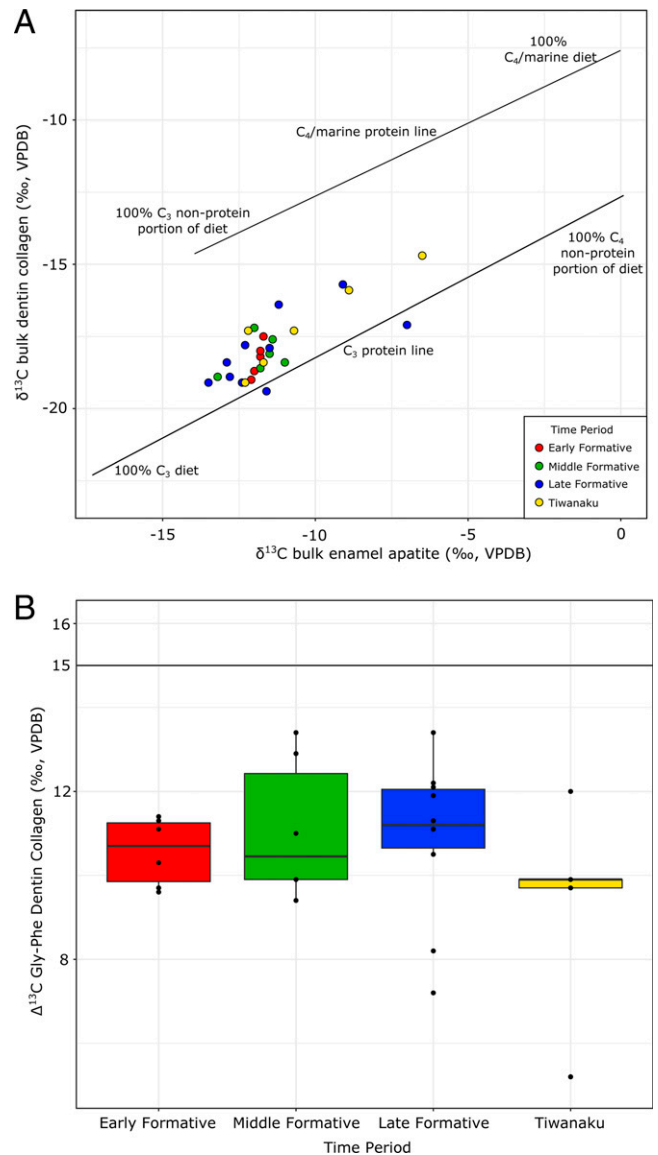 A
δ¹³C bulk dentin collagen (‰, VPDB)
-10
-15
-20
100%
C₄/marine diet
C₄/marine protein line
100% C₃ non-protein
portion of diet
100% C₄
non-protein
portion of diet
C₃ protein line
100% C₃ diet
Time Period
Early Formative
Middle Formative
Late Formative
Tiwanaku
-15
-10
-5
0
δ¹³C bulk enamel apatite (‰, VPDB)
B
Δ¹³C Gly-Phe Dentin Collagen (‰, VPDB)
16
15
12
8
Early Formative
Middle Formative
Late Formative
Tiwanaku
Time Period